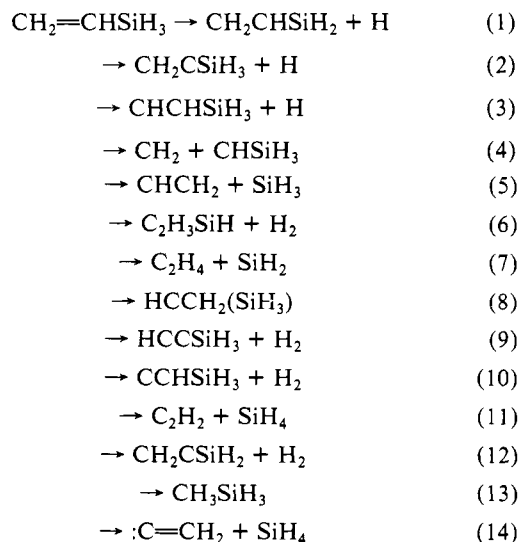 CH₂=CHSiH₃ → CH₂CHSiH₂ + H (1)
→ CH₂CSiH₃ + H (2)
→ CHCHSiH₃ + H (3)
→ CH₂ + CHSiH₃ (4)
→ CHCH₂ + SiH₃ (5)
→ C₂H₃SiH + H₂ (6)
→ C₂H₄ + SiH₂ (7)
→ HCCH₂(SiH₃) (8)
→ HCCSiH₃ + H₂ (9)
→ CCHSiH₃ + H₂ (10)
→ C₂H₂ + SiH₄ (11)
→ CH₂CSiH₂ + H₂ (12)
→ CH₃SiH₃ (13)
→ :C=CH₂ + SiH₄ (14)